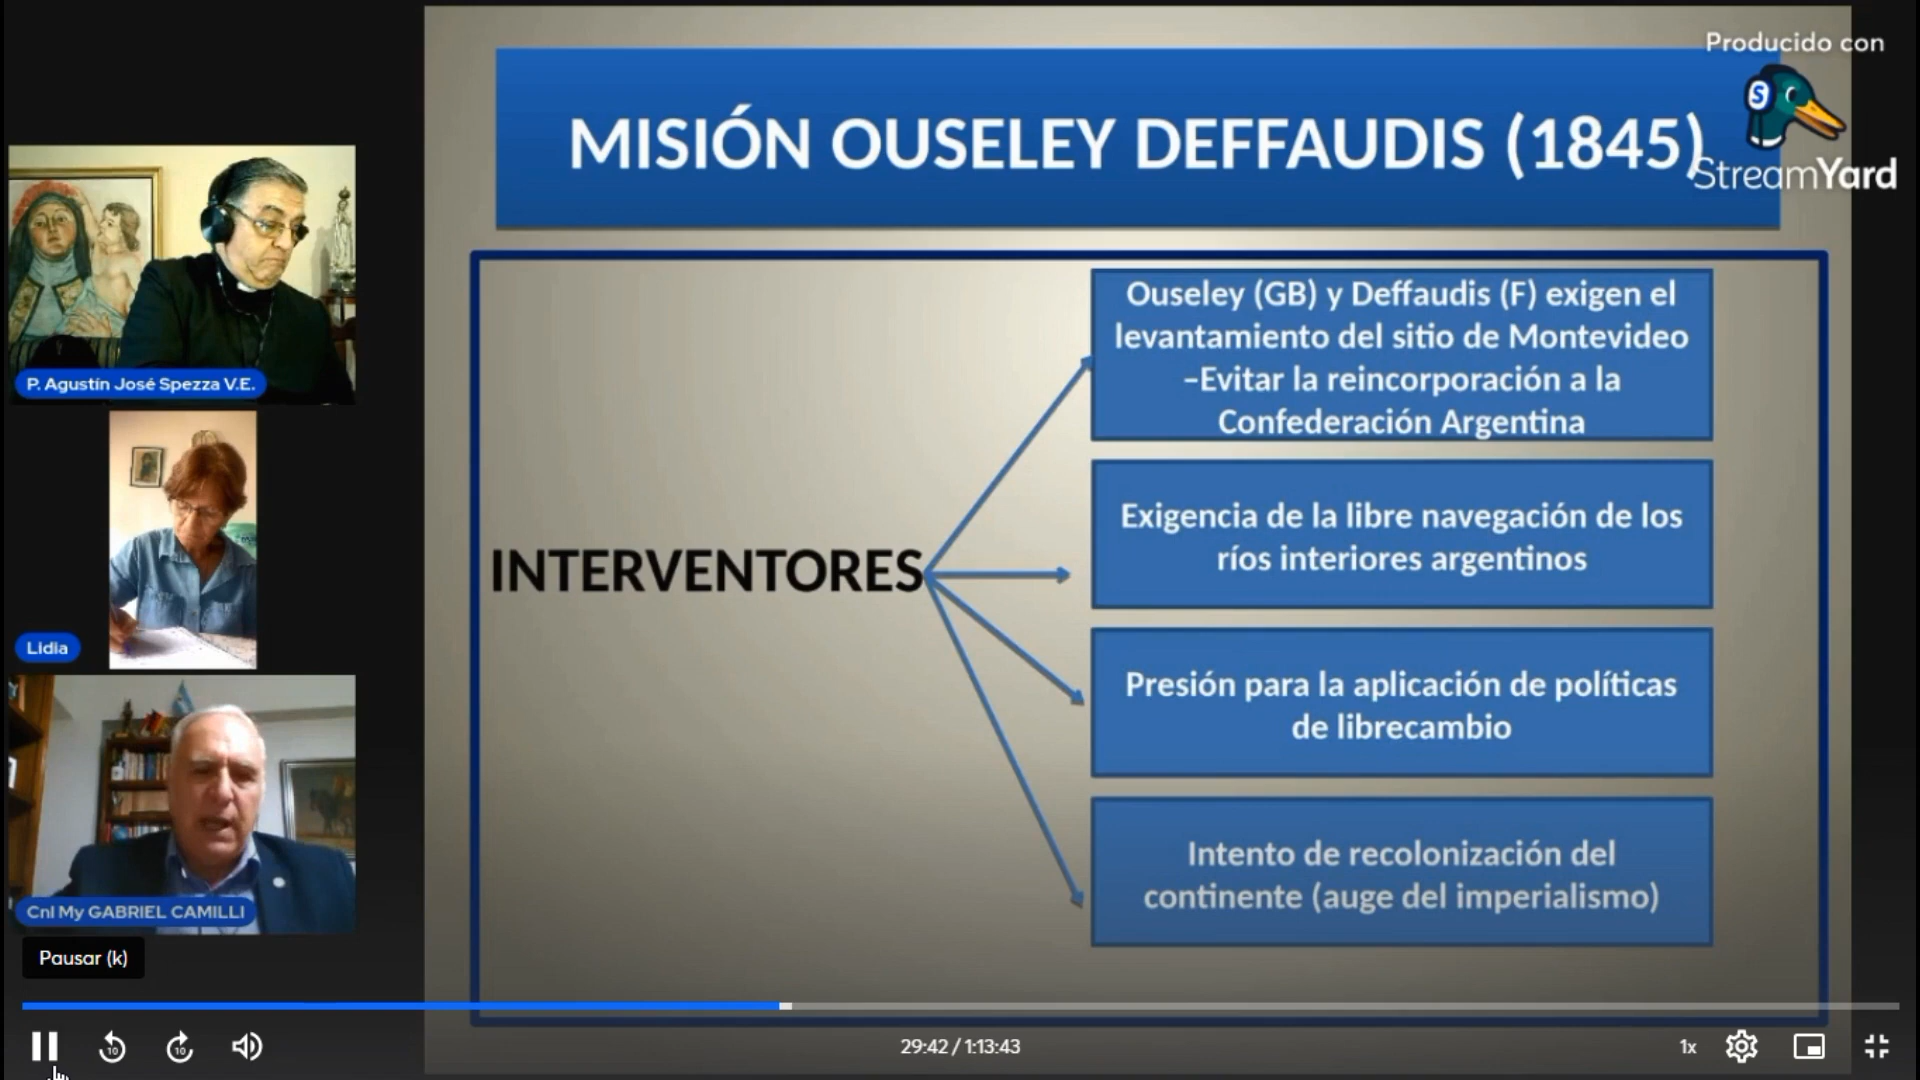 Producido con
StreamYard
MISIÓN OUSELEY DEFFAUDIS (1845)
P. Agustín José Spezza V.E.
Lidia
Cnl My GABRIEL CAMILLI
INTERVENTORES
Ouseley (GB) y Deffaudis (F) exigen el
levantamiento del sitio de Montevideo
–Evitar la reincorporación a la
Confederación Argentina
Exigencia de la libre navegación de los
ríos interiores argentinos
Presión para la aplicación de políticas
de librecambio
Intento de recolonización del
continente (auge del imperialismo)
Pausar (k)
10
10
29:42 / 1:13:43
1x